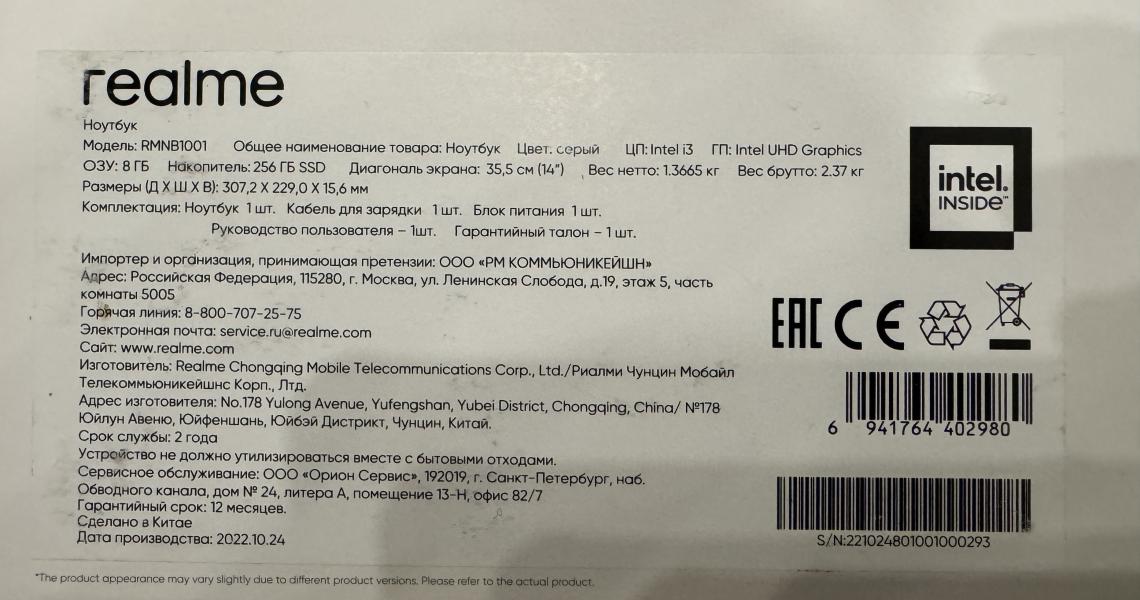 realme
Ноутбук
Модель: RMNB1001 Общее наименование товара: Ноутбук Цвет: серый ЦП: Intel i3 ГП: Intel UHD Graphics
ОЗУ: 8 ГБ Накопитель: 256 ГБ SSD Диагональ экрана: 35,5 см (14") Вес нетто: 1.3665 кг Вес брутто: 2.37 кг
Размеры (Д Х Ш Х В): 307,2 Х 229,0 Х 15,6 мм
Комплектация: Ноутбук 1 шт. Кабель для зарядки 1 шт. Блок питания 1 шт.
Руководство пользователя – 1шт. Гарантийный талон – 1 шт.
Импортер и организация, принимающая претензии: ООО «РМ КОММЬЮНИКЕЙШН»
Адрес: Российская Федерация, 115280, г. Москва, ул. Ленинская Слобода, д.19, этаж 5, часть
комнаты 5005
Горячая линия: 8-800-707-25-75
Электронная почта: service.ru@realme.com
Сайт: www.realme.com
Изготовитель: Realme Chongqing Mobile Telecommunications Corp., Ltd./Риалми Чунцин Мобайл
Телекоммьюникейшнс Корп., Лтд.
Адрес изготовителя: No.178 Yulong Avenue, Yufengshan, Yubei District, Chongqing, China/ №178
Юйлун Авеню, Юйфеншань, Юйбэй Дистрикт, Чунцин, Китай.
Срок службы: 2 года
Устройство не должно утилизироваться вместе с бытовыми отходами.
Сервисное обслуживание: ООО «Орион Сервис», 192019, г. Санкт-Петербург, наб.
Обводного канала, дом № 24, литера А, помещение 13-Н, офис 82/7
Гарантийный срок: 12 месяцев.
Сделано в Китае
Дата производства: 2022.10.24
intel.
INSIDE™
EAC CE
6 941764 402980
S/N:221024801001000293
*The product appearance may vary slightly due to different product versions. Please refer to the actual product.